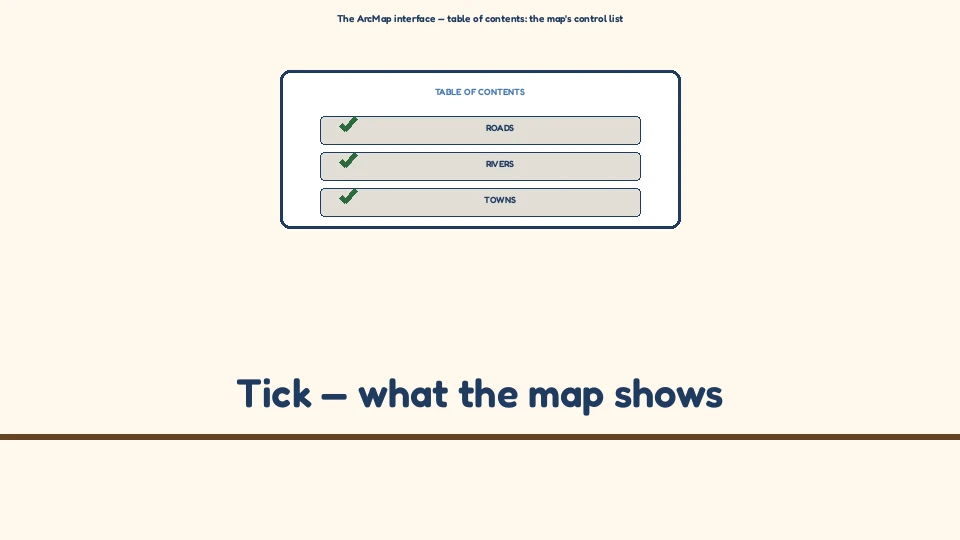 The ArcMap interface – table of contents: the map's control list
TABLE OF CONTENTS
ROADS
RIVERS
TOWNS
Tick – what the map shows